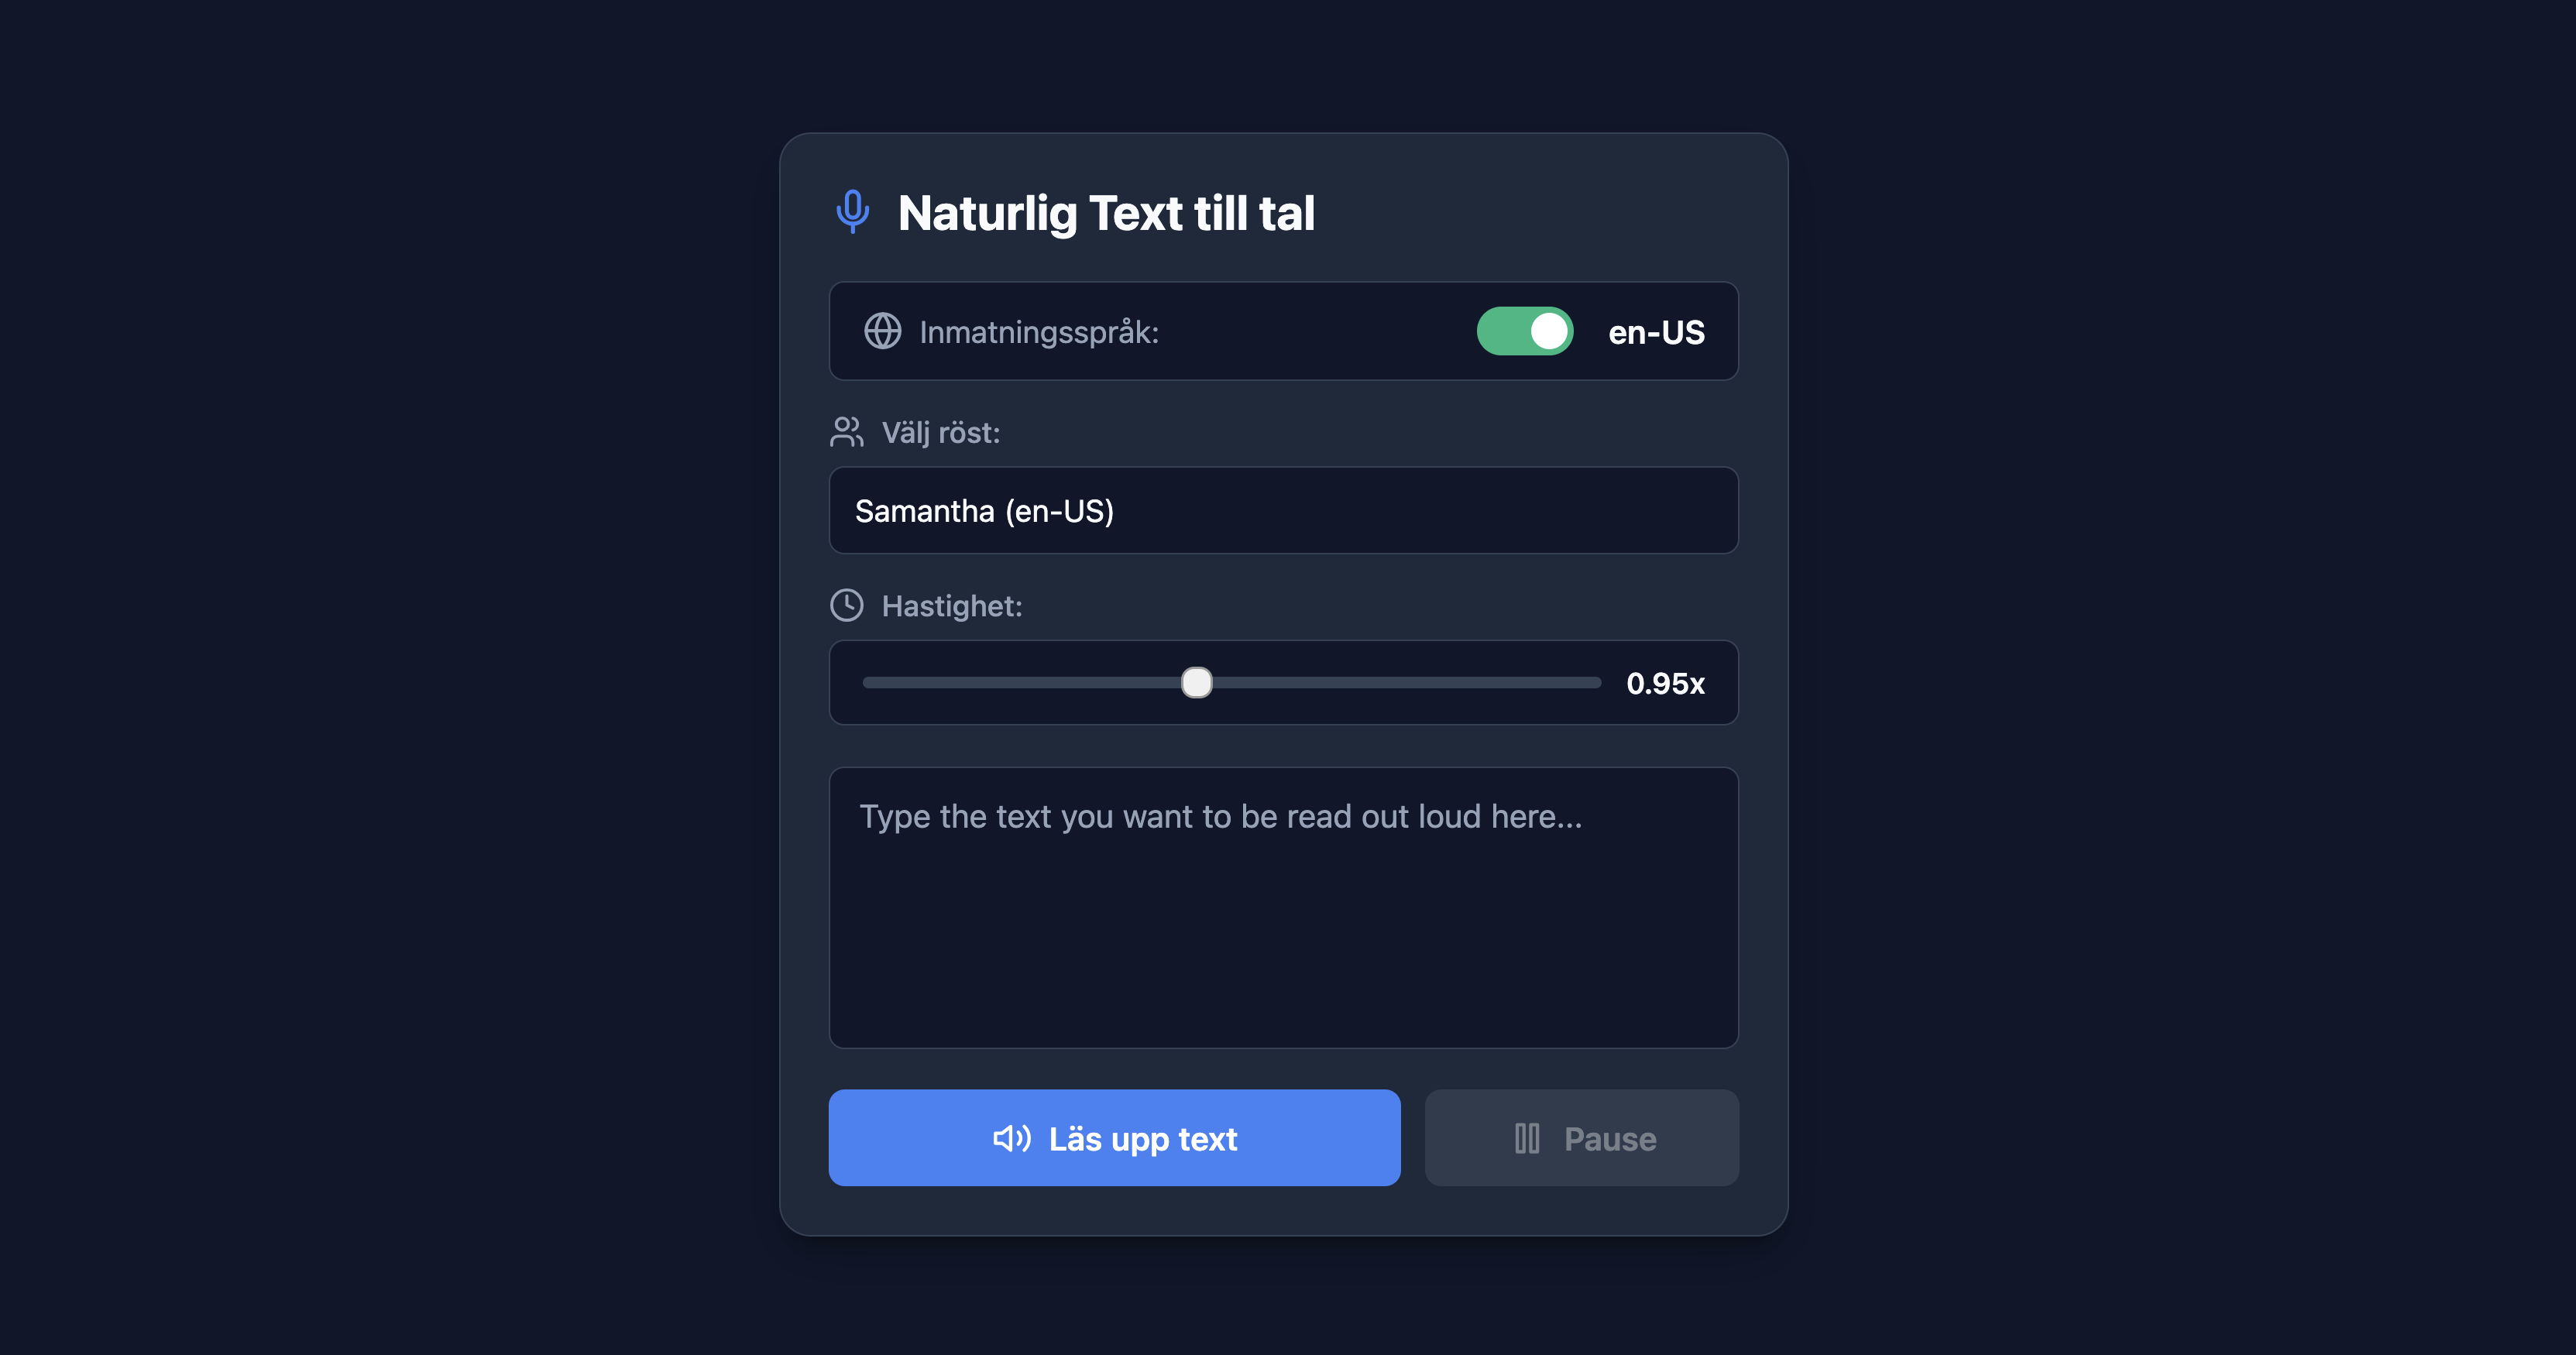 Naturlig Text till tal
Inmatningsspråk: en-US
Välj röst:
Samantha (en-US)
Hastighet:
0.95x
Type the text you want to be read out loud here...
Läs upp text
Pause